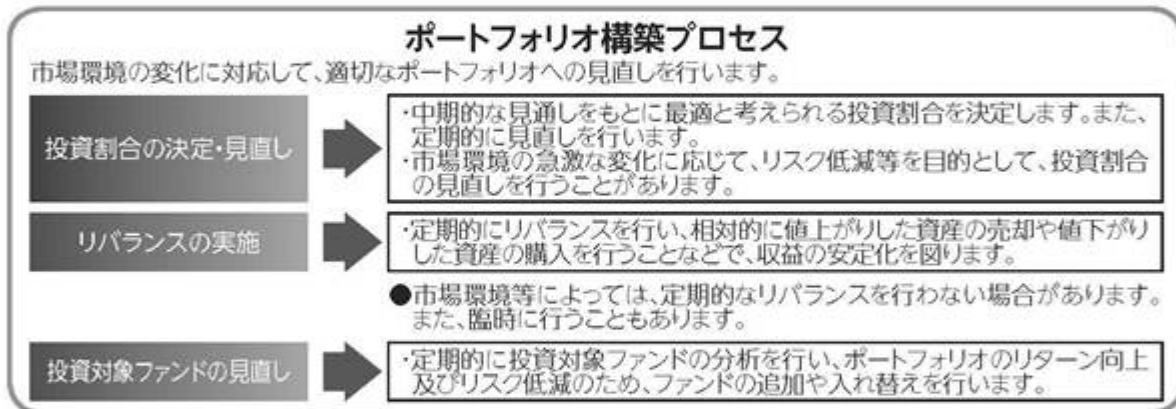 ポートフォリオ構築プロセス
市場環境の変化に対応して、適切なポートフォリオへの見直しを行います。
投資割合の決定・見直し
・中期的な見通しをもとに最適と考えられる投資割合を決定します。また、
定期的に見直しを行います。
・市場環境の急激な変化に応じて、リスク低減等を目的として、投資割合
の見直しを行うことがあります。
リバランスの実施
・定期的にリバランスを行い、相対的に値上がりした資産の売却や値下がり
した資産の購入を行うことなどで、収益の安定化を図ります。
●市場環境等によっては、定期的なリバランスを行わない場合があります。
また、臨時に行うこともあります。
投資対象ファンドの見直し
・定期的に投資対象ファンドの分析を行い、ポートフォリオのリターン向上
及びリスク低減のため、ファンドの追加や入れ替えを行います。